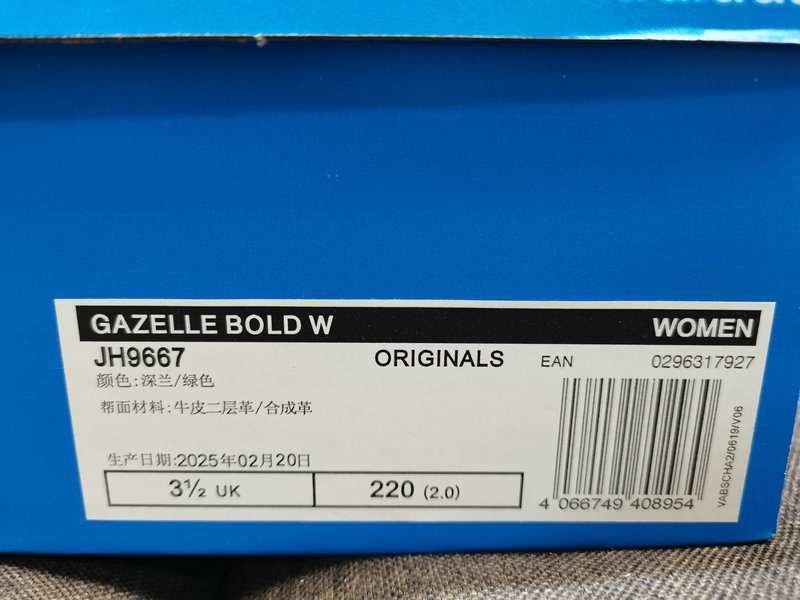 GAZELLE BOLD W WOMEN
JH9667 ORIGINALS EAN 0296317927
颜色:深兰/绿色
帮面材料:牛皮二层革/合成革
生产日期:2025年02月20日
3½ UK 220 (2.0)
4 066749 408954
VABSCHA2/0619/V06